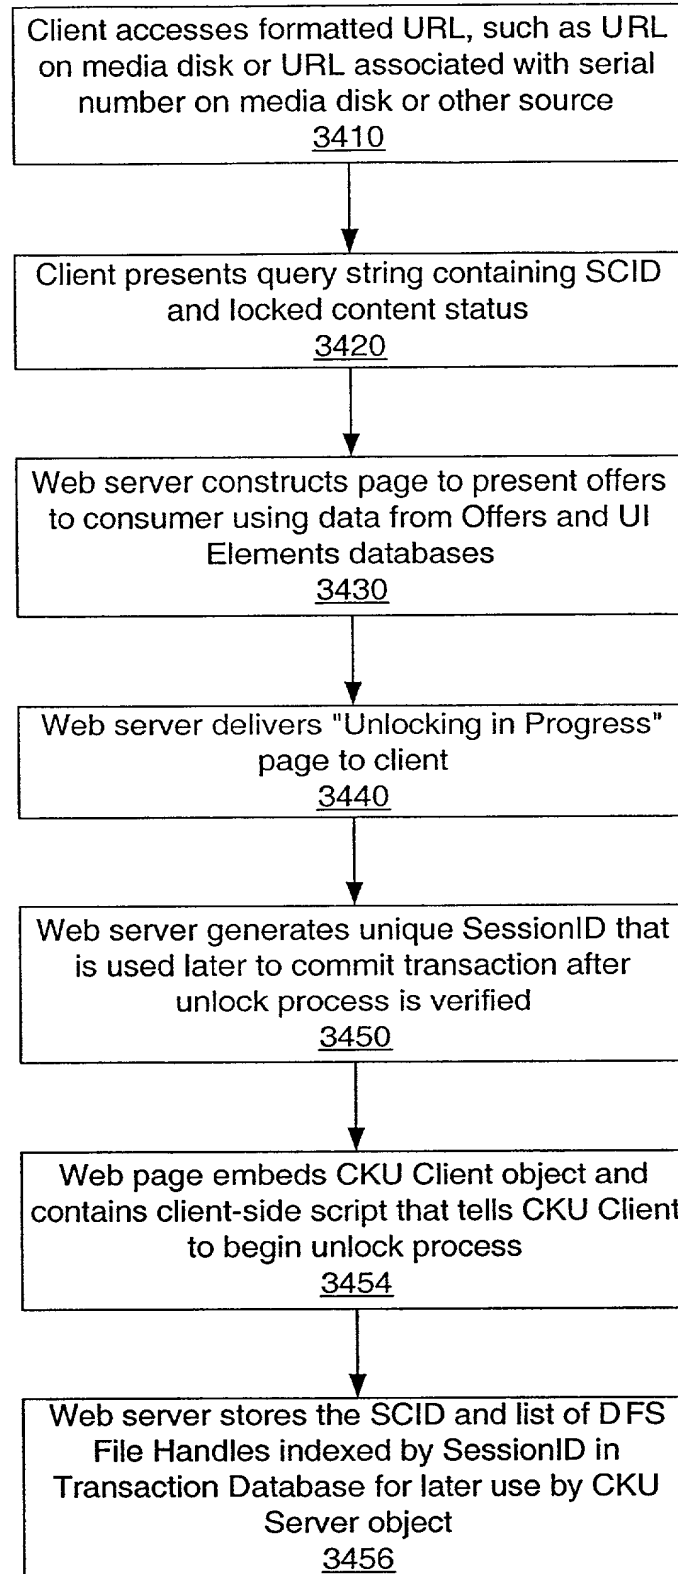 Client accesses formatted URL, such as URL
on media disk or URL associated with serial
number on media disk or other source
3410
Client presents query string containing SCID
and locked content status
3420
Web server constructs page to present offers
to consumer using data from Offers and UI
Elements databases
3430
Web server delivers "Unlocking in Progress"
page to client
3440
Web server generates unique SessionID that
is used later to commit transaction after
unlock process is verified
3450
Web page embeds CKU Client object and
contains client-side script that tells CKU Client
to begin unlock process
3454
Web server stores the SCID and list of DFS
File Handles indexed by SessionID in
Transaction Database for later use by CKU
Server object
3456